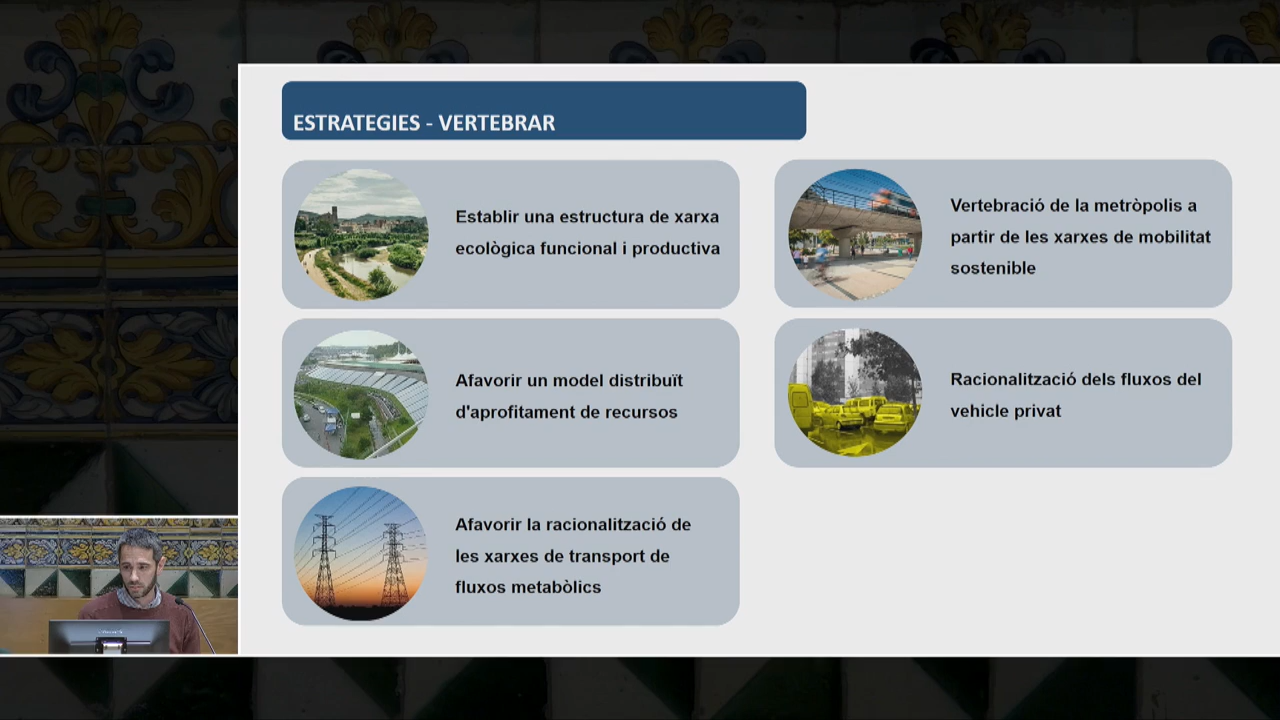 ESTRATEGIES - VERTEBRAR
Establir una estructura de xarxa
ecològica funcional i productiva
Afavorir un model distribuït
d'aprofitament de recursos
Afavorir la racionalització de
les xarxes de transport de
fluxos metabòlics
Vertebració de la metròpolis a
partir de les xarxes de mobilitat
sostenible
Racionalització dels fluxos del
vehicle privat